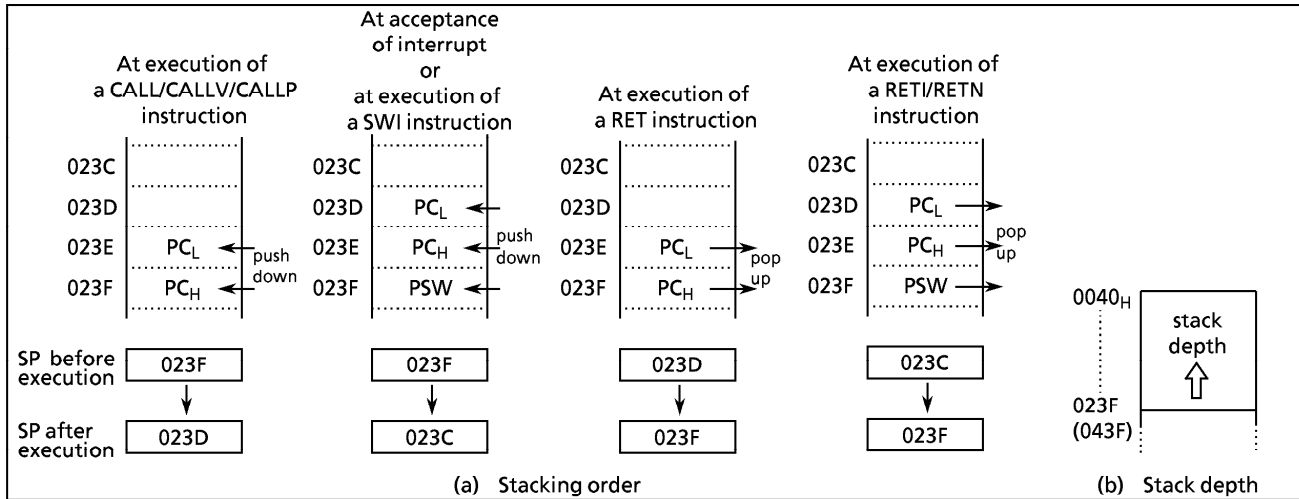 At execution of
a CALL/CALLV/CALLP
instruction
023C
023D
023E PCL push
023F PCH down
At acceptance
of interrupt
or
at execution of
a SWI instruction
023C
023D PCL
023E PCH push
023F PSW down
At execution of
a RET instruction
023C
023D
023E PCL pop
023F PCH up
At execution of
a RETI/RETN
instruction
023C
023D PCL
023E PCH pop
023F PSW up
SP before
execution
023F 023F 023D 023C
SP after
execution
023D 023C 023F 023F
(a) Stacking order
0040H
stack
depth
023F
(043F)
(b) Stack depth